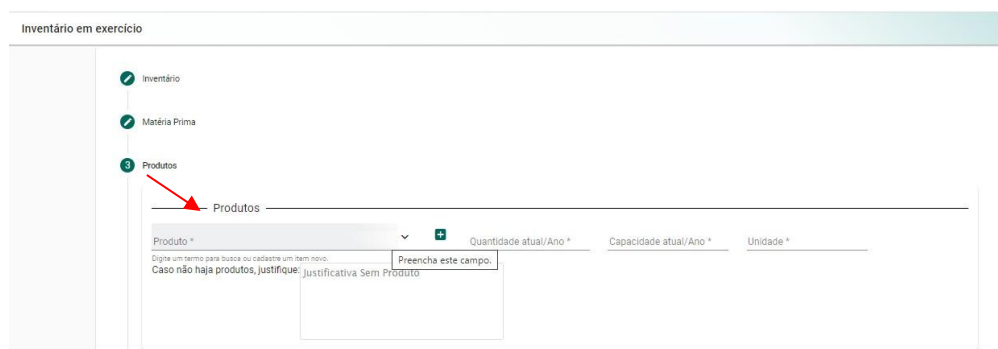 Inventário em exercício
Inventário
Matéria Prima
3 Produtos
Produtos
Produto * Quantidade atual/Ano * Capacidade atual/Ano * Unidade *
Digite um termo para busca ou cadastre um item novo.
Preencha este campo.
Caso não haja produtos, justifique: Justificativa Sem Produto